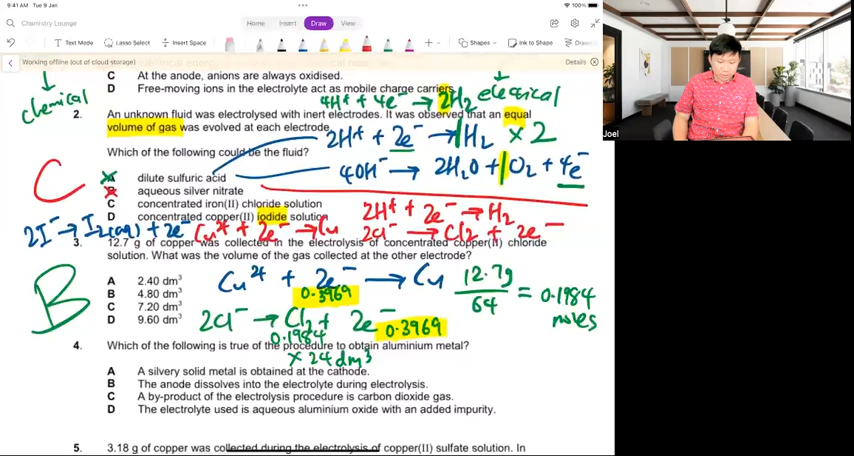 9:41 AM Tue 9 Jan
100%
Chemistry Lounge
Home Insert Draw View
Text Mode Lasso Select Insert Space
Shapes Ink to Shape
Working offline (out of cloud storage)
Details
C At the anode, anions are always oxidised.
D Free-moving ions in the electrolyte act as mobile charge carriers.
chemical
electrical
4H+ + 4e- → 2H2
2. An unknown fluid was electrolysed with inert electrodes. It was observed that an equal
volume of gas was evolved at each electrode.
2H+ + 2e- → 1H2 × 2
Which of the following could be the fluid?
4OH- → 2H2O + 1O2 + 4e-
C
A dilute sulfuric acid
B aqueous silver nitrate
C concentrated iron(II) chloride solution
D concentrated copper(II) iodide solution
2H+ + 2e- → H2
2I- → I2(aq) + 2e- Cu2+ + 2e- → Cu
2Cl- → Cl2 + 2e-
3. 12.7 g of copper was collected in the electrolysis of concentrated copper(II) chloride
solution. What was the volume of the gas collected at the other electrode?
B
A 2.40 dm3
B 4.80 dm3
C 7.20 dm3
D 9.60 dm3
Cu2+ + 2e- → Cu
0.3969
12.7g
64
= 0.1984
moles
2Cl- → Cl2 + 2e-
0.1984
0.3969
× 24 dm3
4. Which of the following is true of the procedure to obtain aluminium metal?
A A silvery solid metal is obtained at the cathode.
B The anode dissolves into the electrolyte during electrolysis.
C A by-product of the electrolysis procedure is carbon dioxide gas.
D The electrolyte used is aqueous aluminium oxide with an added impurity.
5. 3.18 g of copper was collected during the electrolysis of copper(II) sulfate solution. In
Joel